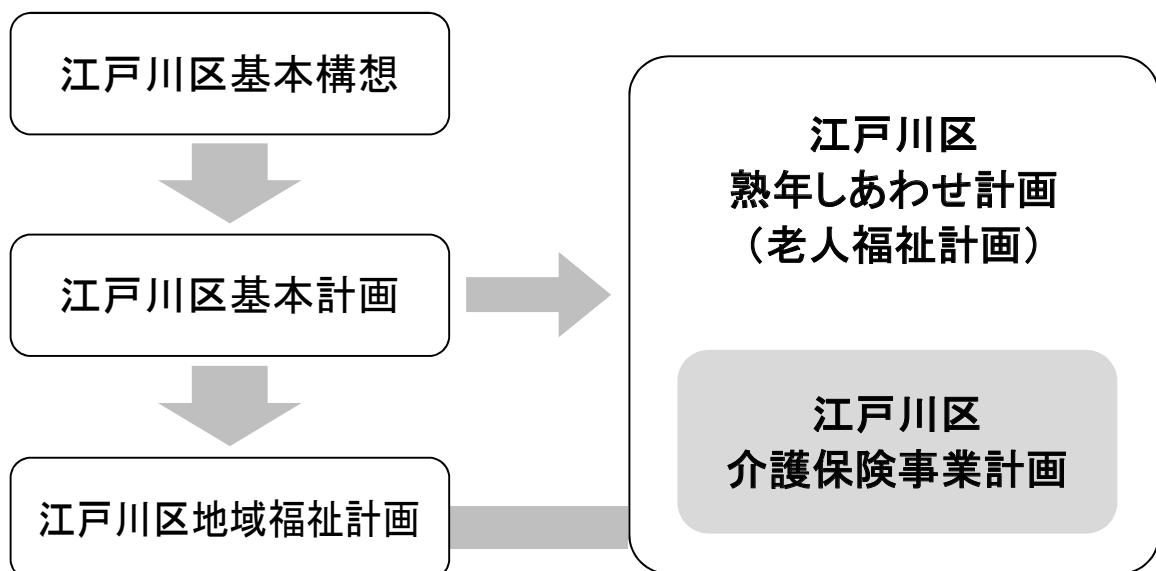 江戸川区基本構想
江戸川区基本計画
江戸川区地域福祉計画
江戸川区
熟年しあわせ計画
（老人福祉計画）
江戸川区
介護保険事業計画